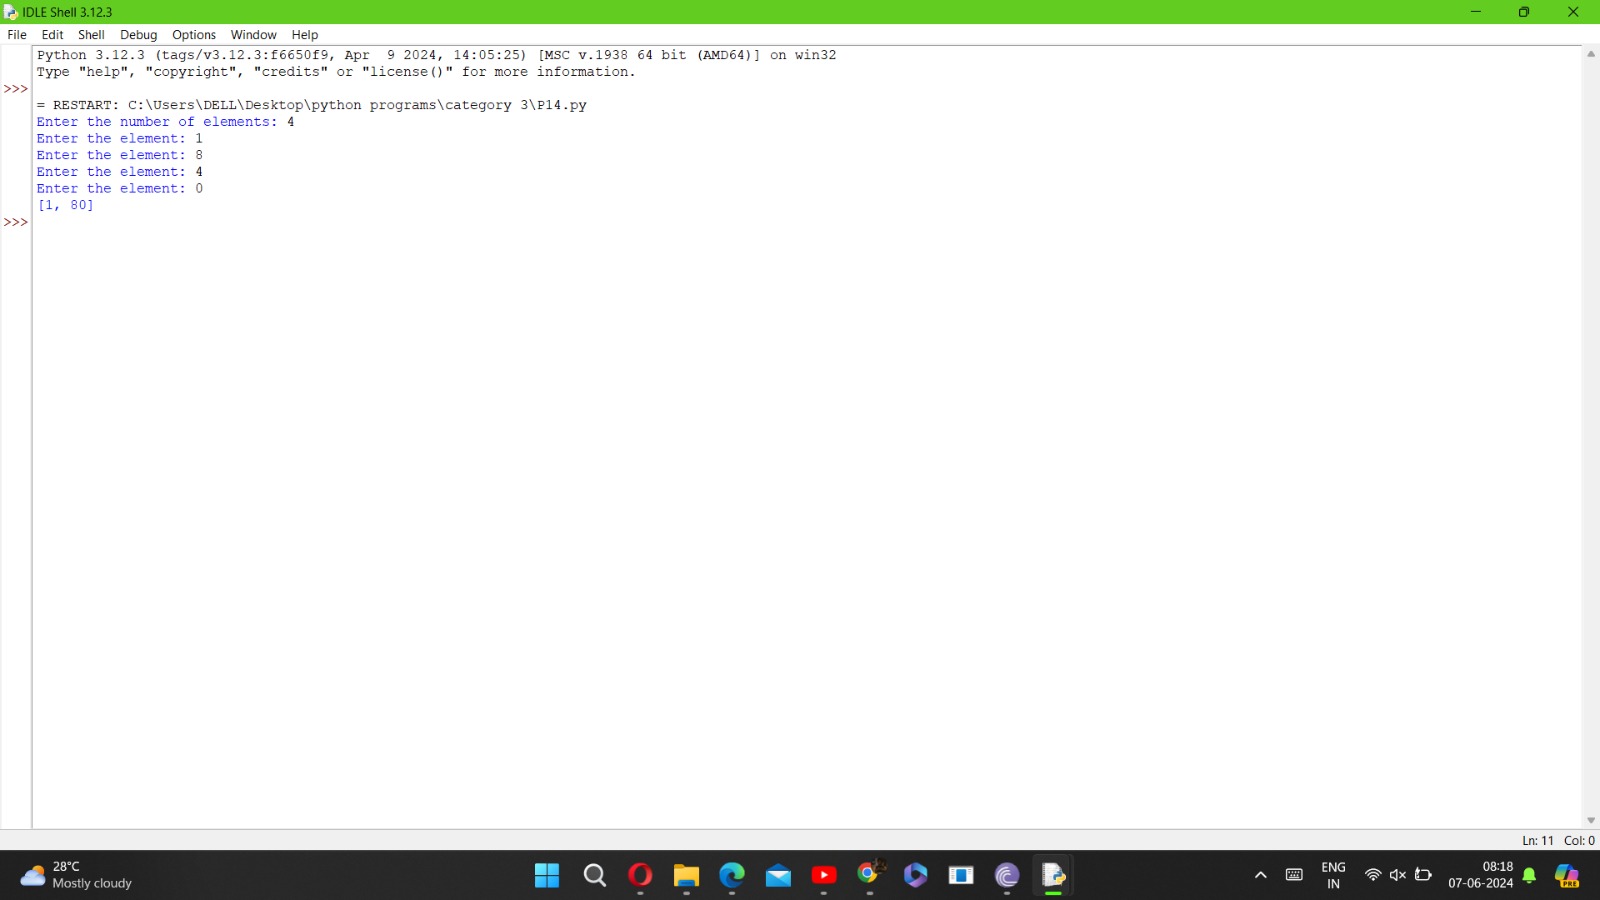 IDLE Shell 3.12.3
File Edit Shell Debug Options Window Help
Python 3.12.3 (tags/v3.12.3:f6650f9, Apr  9 2024, 14:05:25) [MSC v.1938 64 bit (AMD64)] on win32
Type "help", "copyright", "credits" or "license()" for more information.
>>>
= RESTART: C:\Users\DELL\Desktop\python programs\category 3\P14.py
Enter the number of elements: 4
Enter the element: 1
Enter the element: 8
Enter the element: 4
Enter the element: 0
[1, 80]
>>>
Ln: 11 Col: 0
28°C
Mostly cloudy
ENG
IN
08:18
07-06-2024
PRE